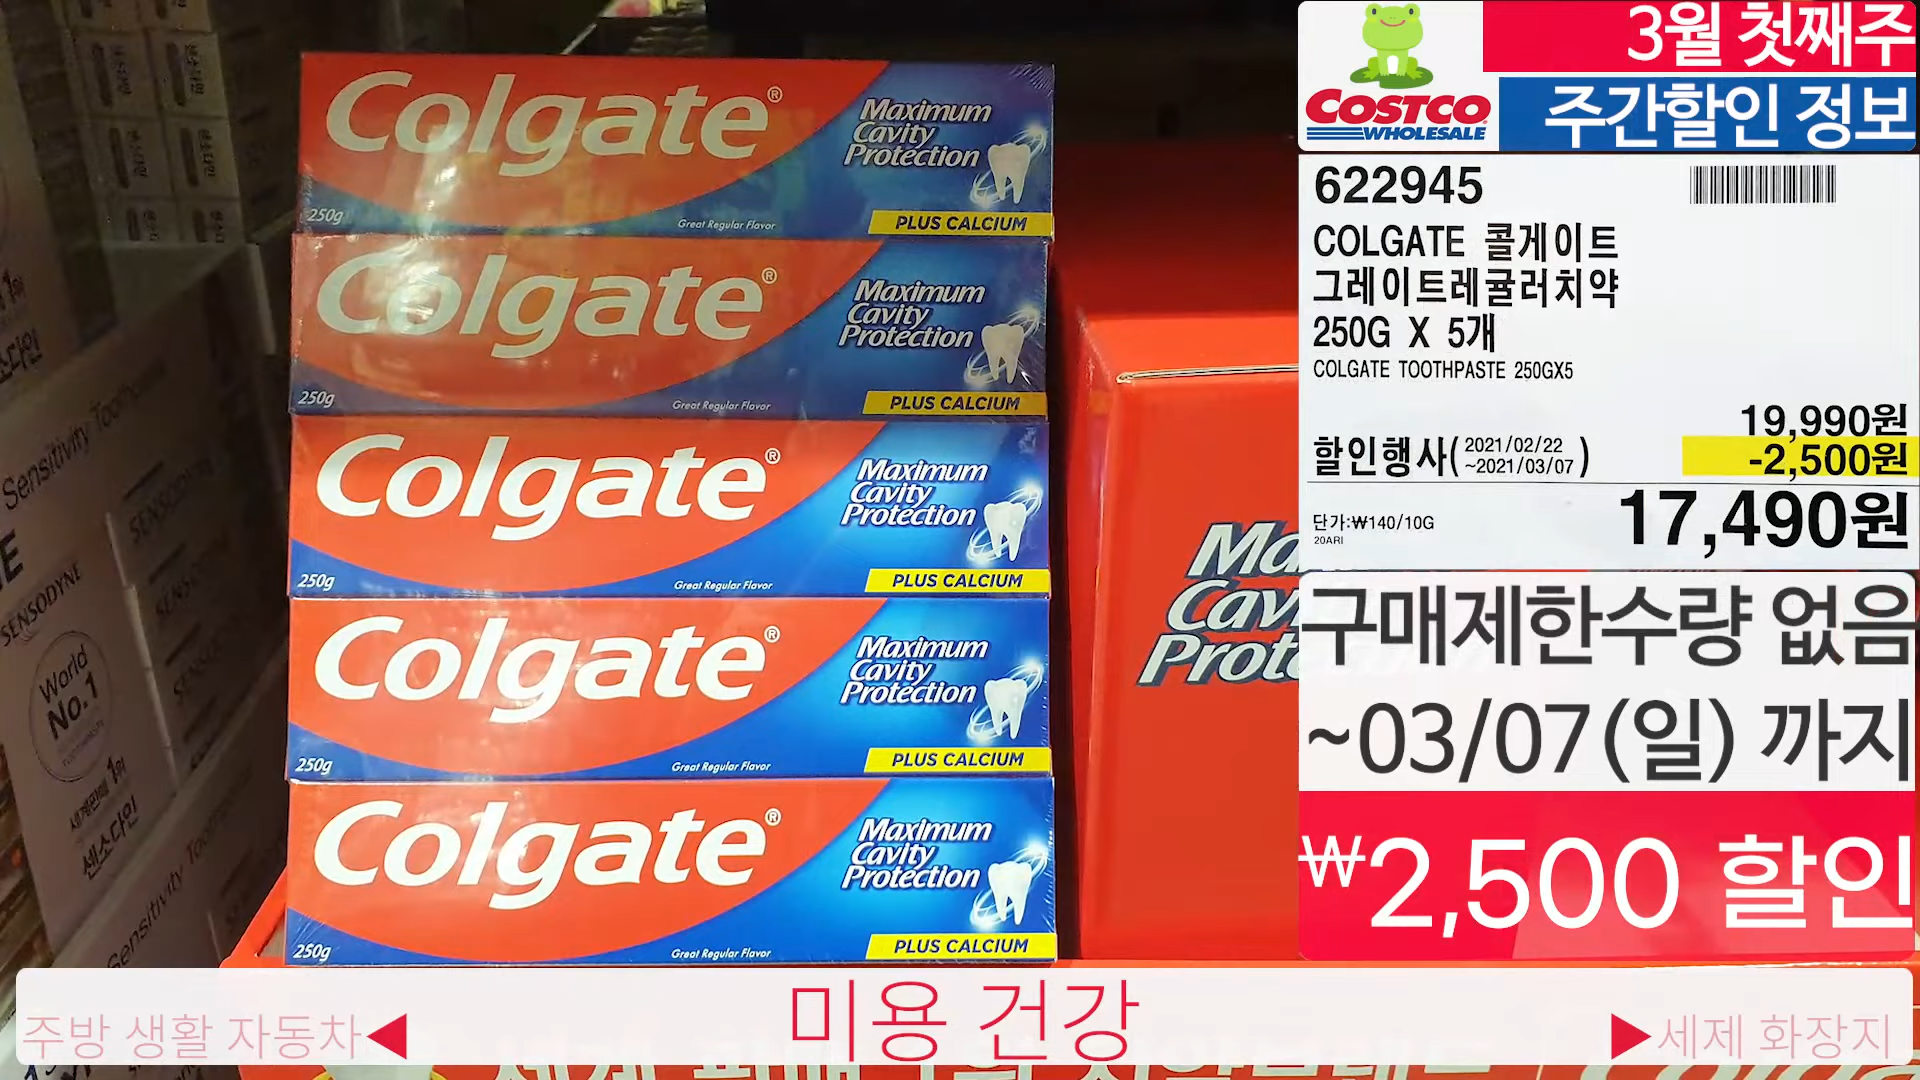 Colgate®
Maximum
Cavity
Protection
250g
Great Regular Flavor
PLUS CALCIUM
Colgate®
Maximum
Cavity
Protection
250g
Great Regular Flavor
PLUS CALCIUM
Colgate®
Maximum
Cavity
Protection
250g
Great Regular Flavor
PLUS CALCIUM
Colgate®
Maximum
Cavity
Protection
250g
Great Regular Flavor
PLUS CALCIUM
Colgate®
Maximum
Cavity
Protection
250g
Great Regular Flavor
PLUS CALCIUM
Sensitivity
SENSODYNE
World
No.1
세계판매 1위
센소다인
Sensitivity
3월 첫째주
COSTCO
WHOLESALE
주간할인 정보
622945
COLGATE 콜게이트
그레이트레귤러치약
250G X 5개
COLGATE TOOTHPASTE 250GX5
19,990원
할인행사( 2021/02/22 ~2021/03/07 )
-2,500원
단가:₩140/10G
20ARI
17,490원
구매제한수량 없음
~03/07(일) 까지
₩2,500 할인
주방 생활 자동차◀
미용 건강
▶세제 화장지